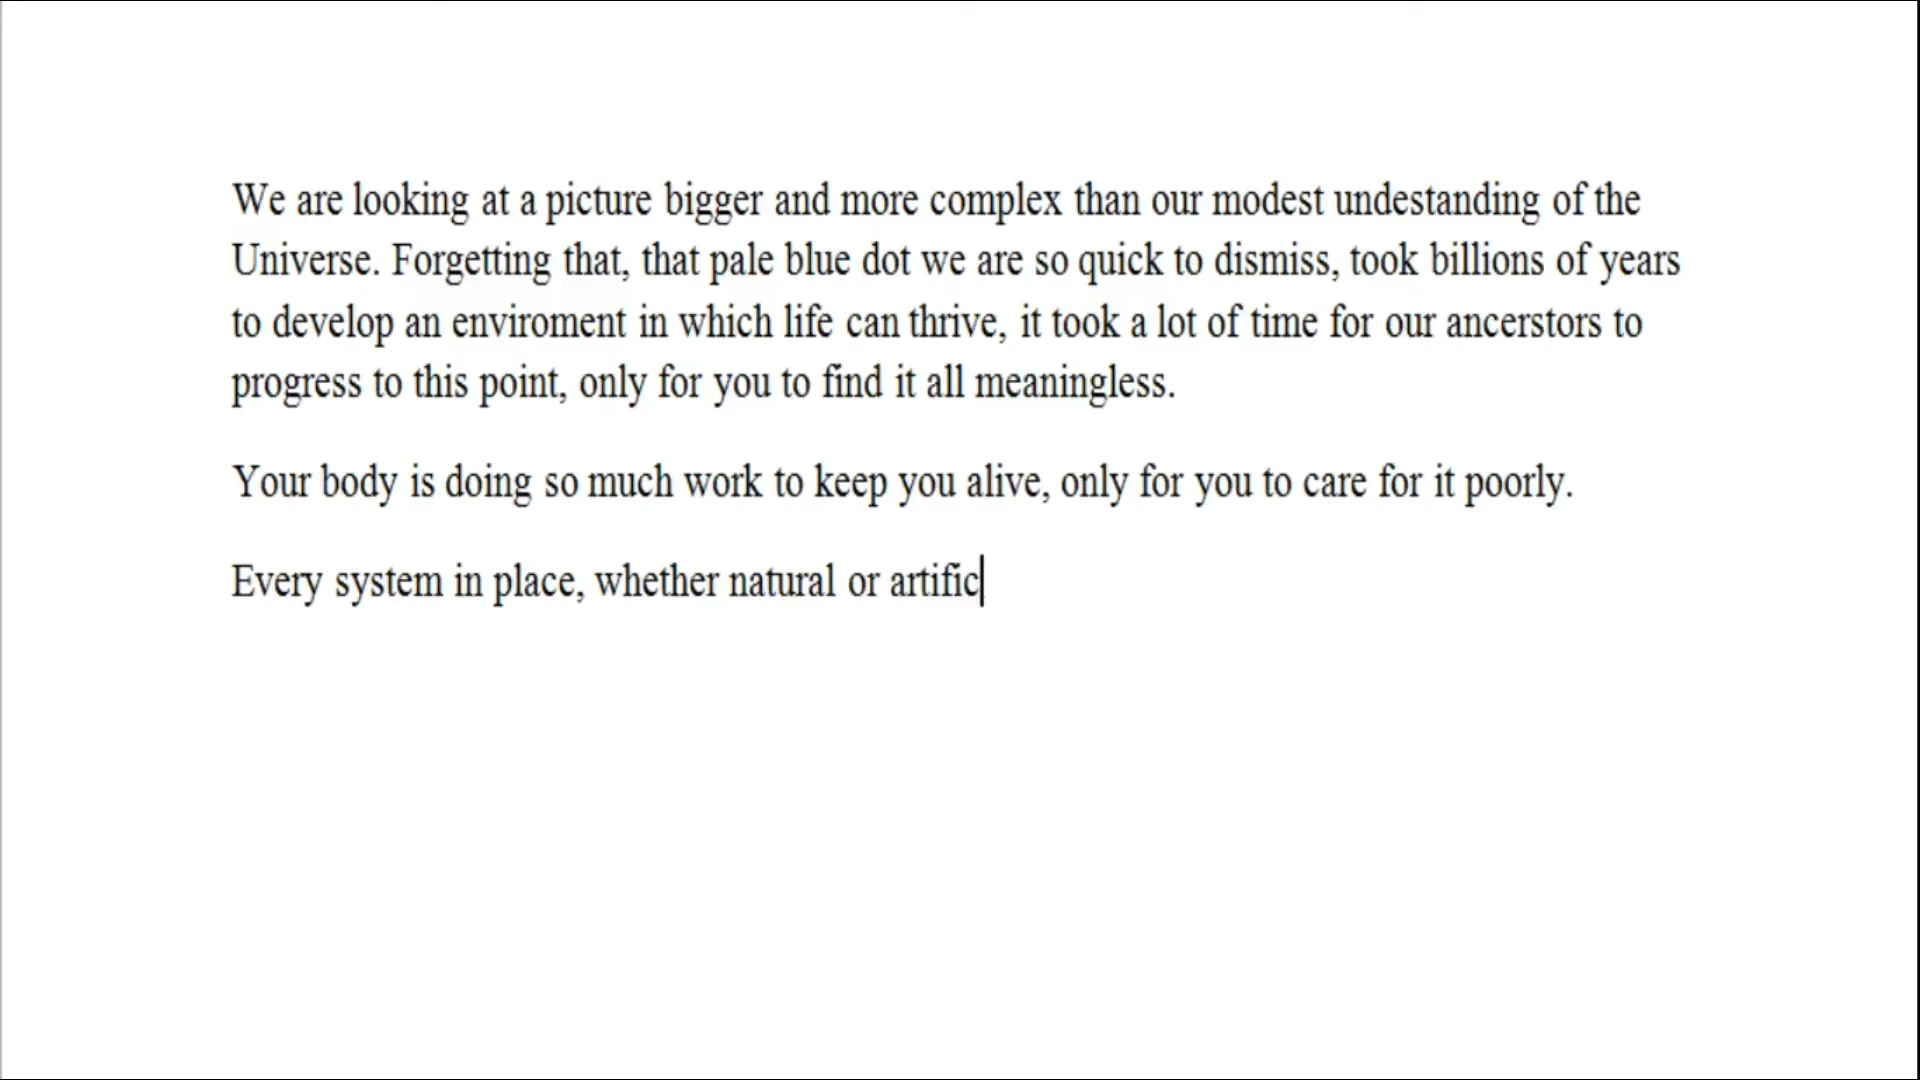 We are looking at a picture bigger and more complex than our modest undestanding of the
Universe. Forgetting that, that pale blue dot we are so quick to dismiss, took billions of years
to develop an enviroment in which life can thrive, it took a lot of time for our ancerstors to
progress to this point, only for you to find it all meaningless.
Your body is doing so much work to keep you alive, only for you to care for it poorly.
Every system in place, whether natural or artific